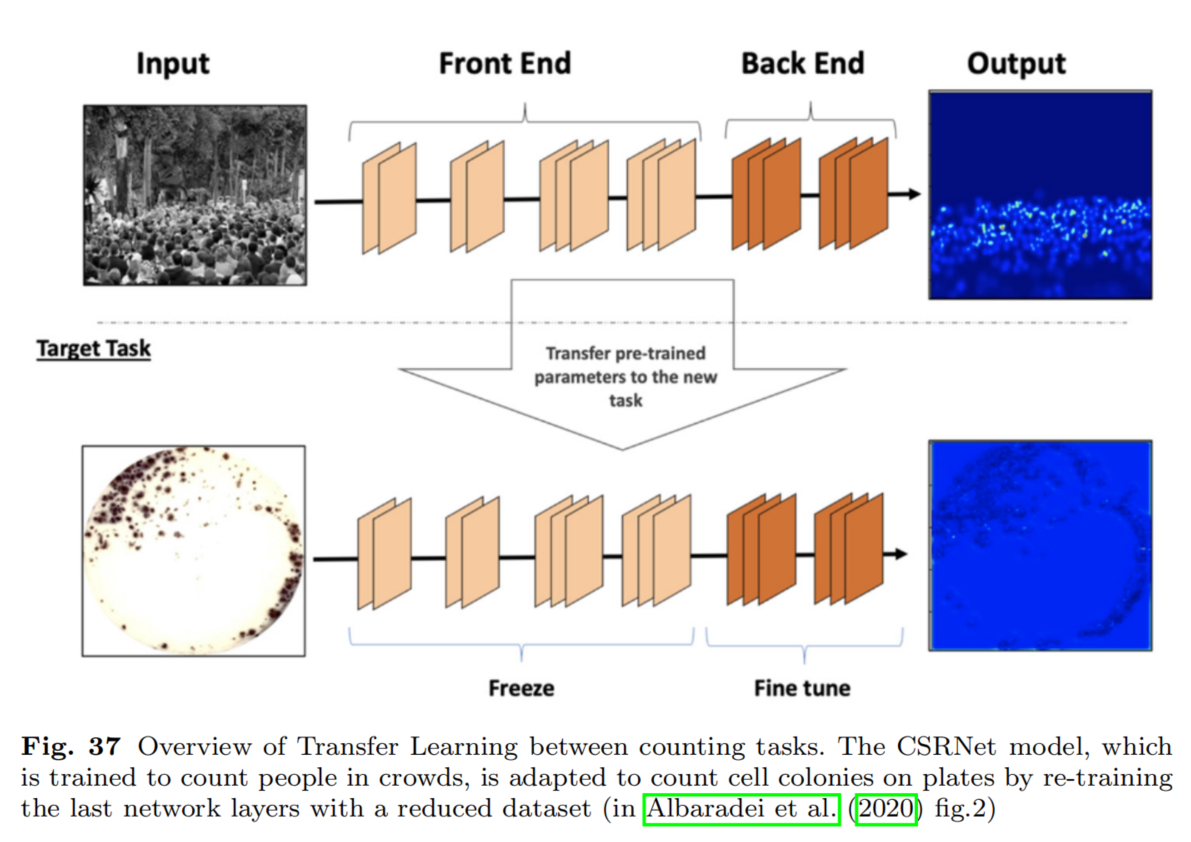 Input
Front End
Back End
Output
Target Task
Transfer pre-trained
parameters to the new
task
Freeze
Fine tune
Fig. 37 Overview of Transfer Learning between counting tasks. The CSRNet model, which
is trained to count people in crowds, is adapted to count cell colonies on plates by re-training
the last network layers with a reduced dataset (in Albaradei et al. (2020) fig.2)